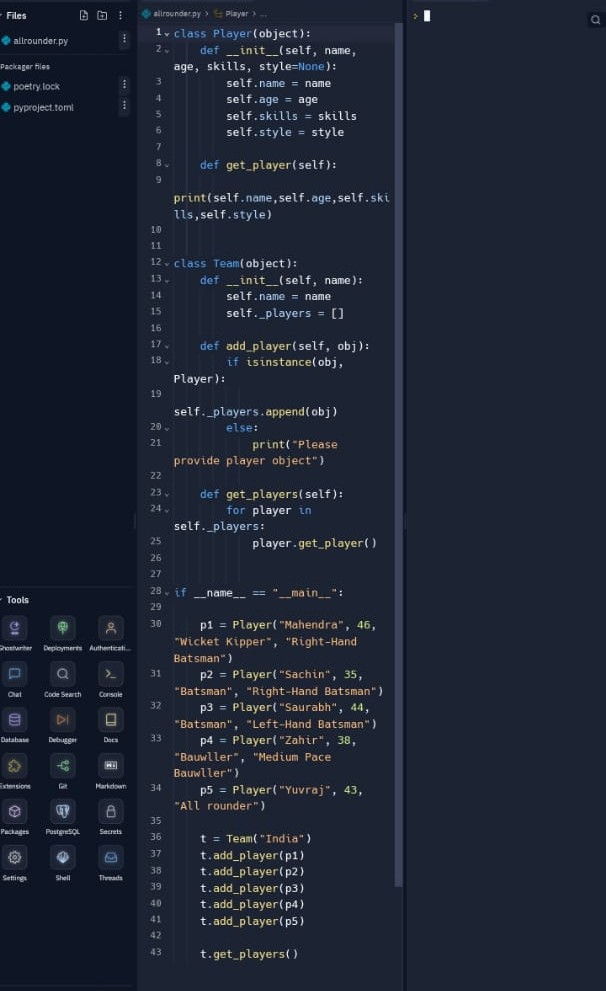 Files
allrounder.py
Packager files
poetry.lock
pyproject.toml
Tools
Ghostwriter Deployments Authenticati...
Chat Code Search Console
Database Debugger Docs
Extensions Git Markdown
Packages PostgreSQL Secrets
Settings Shell Threads
allrounder.py > Player > ...
1 class Player(object):
2 def __init__(self, name,
age, skills, style=None):
3 self.name = name
4 self.age = age
5 self.skills = skills
6 self.style = style
7
8 def get_player(self):
9
print(self.name,self.age,self.ski
lls,self.style)
10
11
12 class Team(object):
13 def __init__(self, name):
14 self.name = name
15 self._players = []
16
17 def add_player(self, obj):
18 if isinstance(obj,
Player):
19
self._players.append(obj)
20 else:
21 print("Please
provide player object")
22
23 def get_players(self):
24 for player in
self._players:
25 player.get_player()
26
27
28 if __name__ == "__main__":
29
30 p1 = Player("Mahendra", 46,
"Wicket Kipper", "Right-Hand
Batsman")
31 p2 = Player("Sachin", 35,
"Batsman", "Right-Hand Batsman")
32 p3 = Player("Saurabh", 44,
"Batsman", "Left-Hand Batsman")
33 p4 = Player("Zahir", 38,
"Bauwller", "Medium Pace
Bauwller")
34 p5 = Player("Yuvraj", 43,
"All rounder")
35
36 t = Team("India")
37 t.add_player(p1)
38 t.add_player(p2)
39 t.add_player(p3)
40 t.add_player(p4)
41 t.add_player(p5)
42
43 t.get_players()
>